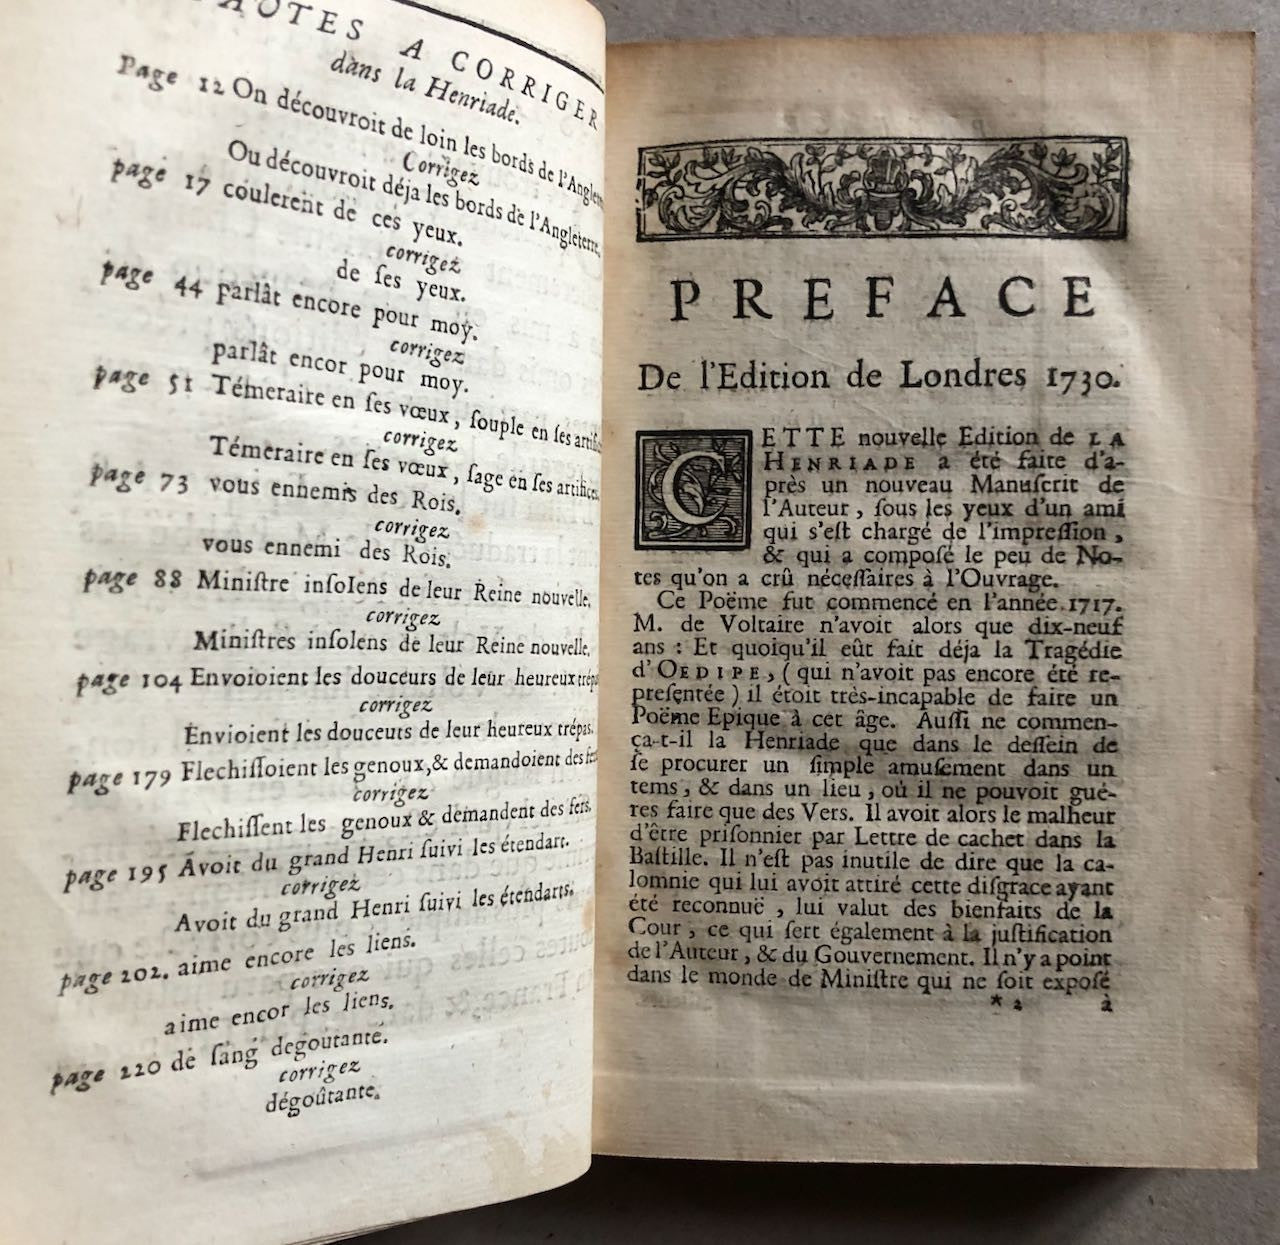 A CORRIGER
dans la Henriade.
Page 12 On découvroit de loin les bords de l'Anglete
Corrigez
Ou découvroit déja les bords de l'Angleterre.
page 17 coulerent de ces yeux.
corrigez
de ſes yeux.
page 44 parlât encore pour moy.
corrigez
parlât encor pour moy.
page 51 Témeraire en ſes vœux, ſouple en ſes artific
corrigez
Témeraire en ſes vœux, ſage en ſes artifices.
page 73 vous ennemis des Rois.
corrigez
vous ennemi des Rois.
page 88 Miniſtre inſolens de leur Reine nouvelle.
corrigez
Miniſtres inſolens de leur Reine nouvelle.
page 104 Envoioient les douceurs de leur heureux trépa
corrigez
Envioient les douceuts de leur heureux trépas.
page 179 Flechiſſoient les genoux, & demandoient des fe
corrigez
Flechiſſent les genoux & demandent des fers.
page 195 Avoit du grand Henri ſuivi les étendart.
corrigez
Avoit du grand Henri ſuivi les étendarts.
page 202. aime encore les liens.
corrigez
aime encor les liens.
page 220 de ſang degoutante.
corrigez
dégoûtante.
PREFACE
De l'Edition de Londres 1730.
CETTE nouvelle Edition de LA
HENRIADE a été faite d'a-
près un nouveau Manuſcrit de
l'Auteur, ſous les yeux d'un ami
qui s'eſt chargé de l'impreſſion,
& qui a compoſé le peu de No-
tes qu'on a crû néceſſaires à l'Ouvrage.
Ce Poëme fut commencé en l'année 1717.
M. de Voltaire n'avoit alors que dix-neuf
ans : Et quoiqu'il eût fait déja la Tragédie
d'OEDIPE, (qui n'avoit pas encore été re-
preſentée) il étoit très-incapable de faire un
Poëme Epique à cet âge. Auſſi ne commen-
ça-t-il la Henriade que dans le deſſein de
ſe procurer un ſimple amuſement dans un
tems, & dans un lieu, où il ne pouvoit gué-
res faire que des Vers. Il avoit alors le malheur
d'être priſonnier par Lettre de cachet dans la
Baſtille. Il n'eſt pas inutile de dire que la ca-
lomnie qui lui avoit attiré cette diſgrace ayant
été reconnuë, lui valut des bienfaits de la
Cour, ce qui ſert également à la juſtification
de l'Auteur, & du Gouvernement. Il n'y a point
dans le monde de Miniſtre qui ne ſoit expoſé
* 2 à